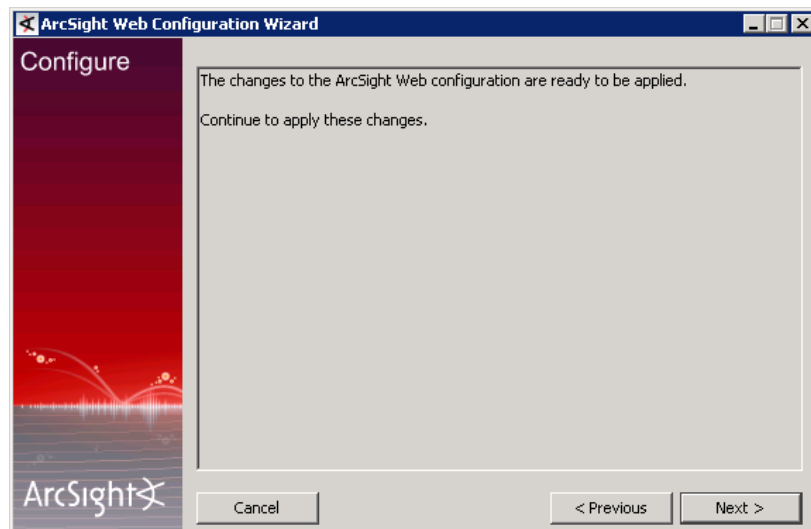 ArcSight Web Configuration Wizard
Configure
The changes to the ArcSight Web configuration are ready to be applied.
Continue to apply these changes.
ArcSight
Cancel
< Previous
Next >